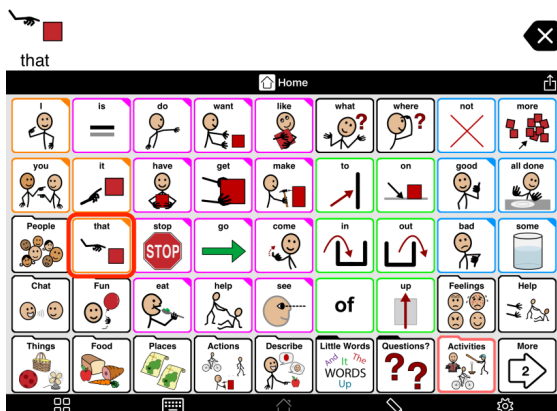 that
Home
I is do want like what where not more
you it have get make to on good all done
People that stop go come in out bad some
STOP
Chat Fun eat help see of up Feelings Help
Things Food Places Actions Describe Little Words Questions? Activities More
And It The
WORDS
Up
??
2